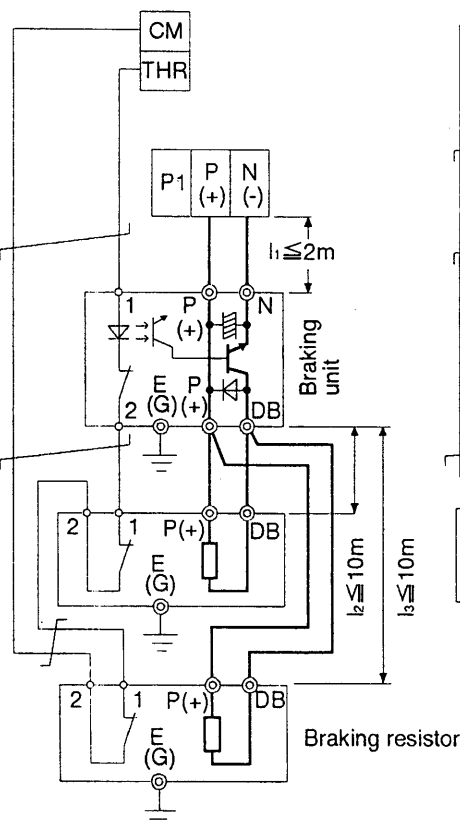 CM
THR
P1
P
(+)
N
(-)
l₁≦2m
1
P
(+)
N
Braking
unit
2
E
(G)
P
(+)
DB
2
1
P(+)
DB
E
(G)
l₂≦10m
l₃≦10m
2
1
P(+)
DB
E
(G)
Braking resistor